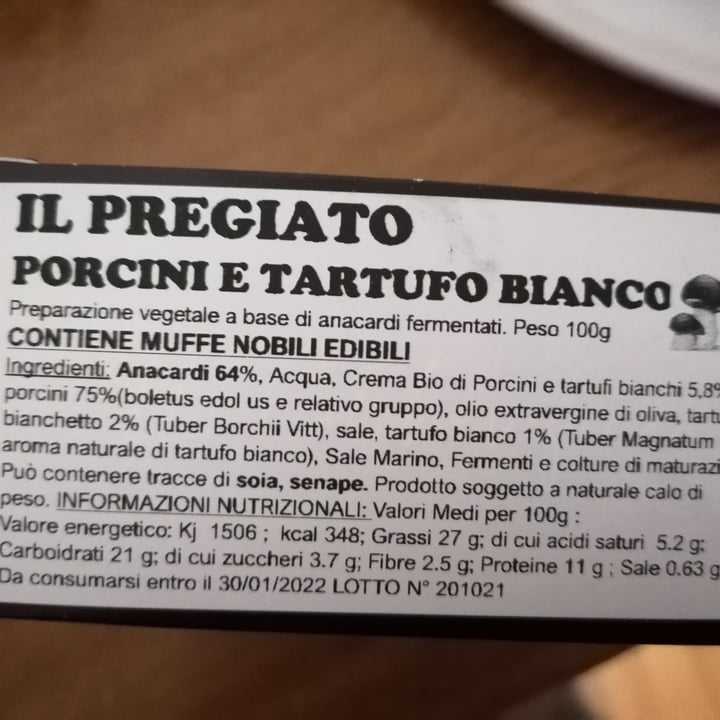 IL PREGIATO
PORCINI E TARTUFO BIANCO
Preparazione vegetale a base di anacardi fermentati. Peso 100g
CONTIENE MUFFE NOBILI EDIBILI
Ingredienti: Anacardi 64%, Acqua, Crema Bio di Porcini e tartufi bianchi 5,8%
porcini 75%(boletus edol us e relativo gruppo), olio extravergine di oliva, tartu
bianchetto 2% (Tuber Borchii Vitt), sale, tartufo bianco 1% (Tuber Magnatum
aroma naturale di tartufo bianco), Sale Marino, Fermenti e colture di maturazi
Può contenere tracce di soia, senape. Prodotto soggetto a naturale calo di
peso. INFORMAZIONI NUTRIZIONALI: Valori Medi per 100g :
Valore energetico: Kj 1506 ; kcal 348; Grassi 27 g; di cui acidi saturi 5.2 g;
Carboidrati 21 g; di cui zuccheri 3.7 g; Fibre 2.5 g; Proteine 11 g ; Sale 0.63 g
Da consumarsi entro il 30/01/2022 LOTTO N° 201021